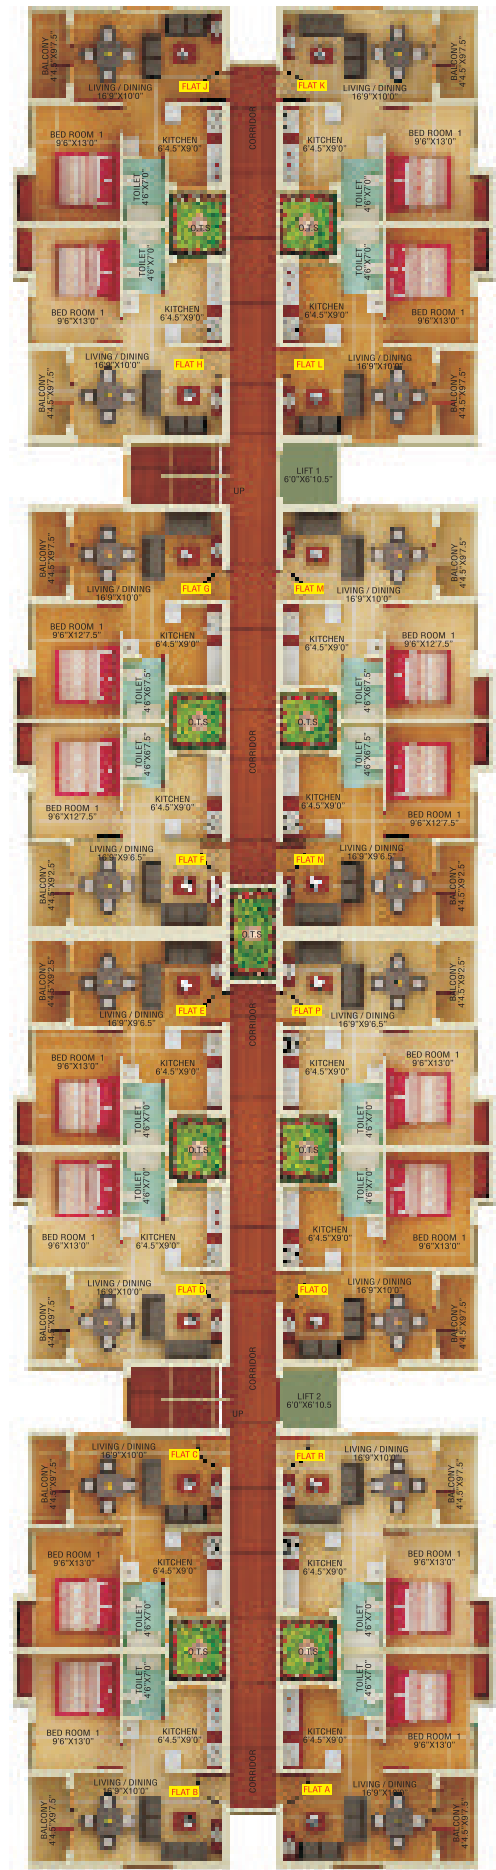 BALCONY
4'4.5"X9'7.5"
LIVING / DINING
16'9"X10'0"
FLAT J
CORRIDOR
FLAT K
LIVING / DINING
16'9"X10'0"
BALCONY
4'4.5"X9'7.5"
BED ROOM 1
9'6"X13'0"
KITCHEN
6'4.5"X9'0"
KITCHEN
6'4.5"X9'0"
BED ROOM 1
9'6"X13'0"
TOILET
4'6"X7'0"
TOILET
4'6"X7'0"
O.T.S
O.T.S
TOILET
4'6"X7'0"
TOILET
4'6"X7'0"
BED ROOM 1
9'6"X13'0"
KITCHEN
6'4.5"X9'0"
KITCHEN
6'4.5"X9'0"
BED ROOM 1
9'6"X13'0"
BALCONY
4'4.5"X9'7.5"
LIVING / DINING
16'9"X10'0"
FLAT H
FLAT L
LIVING / DINING
16'9"X10'0"
BALCONY
4'4.5"X9'7.5"
UP
LIFT 1
6'0"X6'10.5"
BALCONY
4'4.5"X9'7.5"
LIVING / DINING
16'9"X10'0"
FLAT G
FLAT M
LIVING / DINING
16'9"X10'0"
BALCONY
4'4.5"X9'7.5"
BED ROOM 1
9'6"X12'7.5"
KITCHEN
6'4.5"X9'0"
KITCHEN
6'4.5"X9'0"
BED ROOM 1
9'6"X12'7.5"
TOILET
4'6"X6'7.5"
TOILET
4'6"X6'7.5"
O.T.S
O.T.S
TOILET
4'6"X6'7.5"
CORRIDOR
TOILET
4'6"X6'7.5"
BED ROOM 1
9'6"X12'7.5"
KITCHEN
6'4.5"X9'0"
KITCHEN
6'4.5"X9'0"
BED ROOM 1
9'6"X12'7.5"
BALCONY
4'4.5"X9'2.5"
LIVING / DINING
16'9"X9'6.5"
FLAT F
FLAT N
LIVING / DINING
16'9"X9'6.5"
BALCONY
4'4.5"X9'2.5"
O.T.S
BALCONY
4'4.5"X9'2.5"
LIVING / DINING
16'9"X9'6.5"
FLAT E
CORRIDOR
FLAT P
LIVING / DINING
16'9"X9'6.5"
BALCONY
4'4.5"X9'2.5"
BED ROOM 1
9'6"X13'0"
KITCHEN
6'4.5"X9'0"
KITCHEN
6'4.5"X9'0"
BED ROOM 1
9'6"X13'0"
TOILET
4'6"X7'0"
TOILET
4'6"X7'0"
O.T.S
O.T.S
TOILET
4'6"X7'0"
TOILET
4'6"X7'0"
BED ROOM 1
9'6"X13'0"
KITCHEN
6'4.5"X9'0"
KITCHEN
6'4.5"X9'0"
BED ROOM 1
9'6"X13'0"
BALCONY
4'4.5"X9'7.5"
LIVING / DINING
16'9"X10'0"
FLAT D
FLAT Q
LIVING / DINING
16'9"X10'0"
BALCONY
4'4.5"X9'7.5"
CORRIDOR
UP
LIFT 2
6'0"X6'10.5
BALCONY
4'4.5"X9'7.5"
LIVING / DINING
16'9"X10'0"
FLAT C
FLAT R
LIVING / DINING
16'9"X10'0"
BALCONY
4'4.5"X9'7.5"
BED ROOM 1
9'6"X13'0"
KITCHEN
6'4.5"X9'0"
KITCHEN
6'4.5"X9'0"
BED ROOM 1
9'6"X13'0"
TOILET
4'6"X7'0"
TOILET
4'6"X7'0"
O.T.S
O.T.S
TOILET
4'6"X7'0"
TOILET
4'6"X7'0"
BED ROOM 1
9'6"X13'0"
KITCHEN
6'4.5"X9'0"
KITCHEN
6'4.5"X9'0"
BED ROOM 1
9'6"X13'0"
BALCONY
4'4.5"X9'7.5"
LIVING / DINING
16'9"X10'0"
FLAT B
CORRIDOR
FLAT A
LIVING / DINING
16'9"X10'0"
BALCONY
4'4.5"X9'7.5"